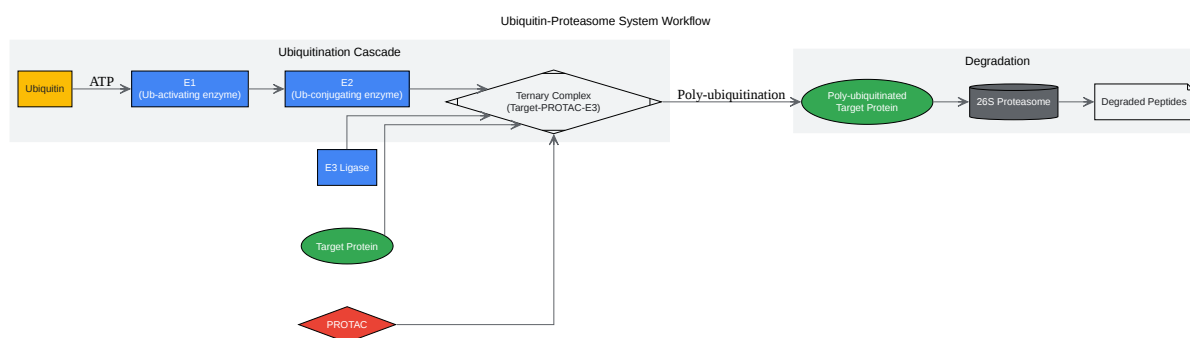 Ubiquitin-Proteasome System Workflow
Ubiquitination Cascade
Ubiquitin
ATP
E1
(Ub-activating enzyme)
E2
(Ub-conjugating enzyme)
Ternary Complex
(Target-PROTAC-E3)
Poly-ubiquitination
Degradation
Poly-ubiquitinated
Target Protein
26S Proteasome
Degraded Peptides
E3 Ligase
Target Protein
PROTAC